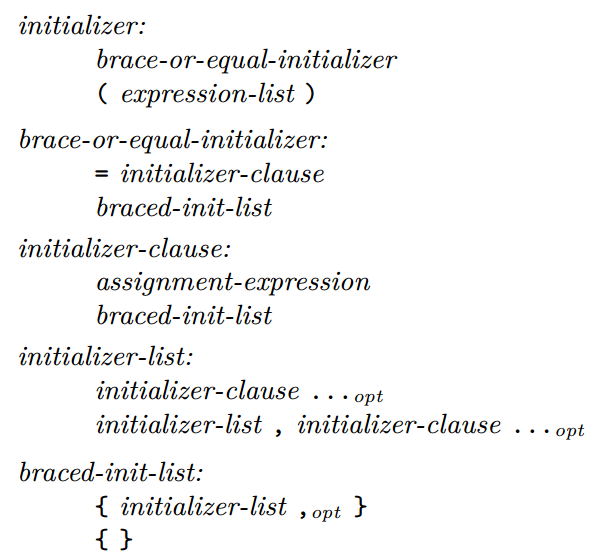 initializer:
brace-or-equal-initializer
( expression-list )
brace-or-equal-initializer:
= initializer-clause
braced-init-list
initializer-clause:
assignment-expression
braced-init-list
initializer-list:
initializer-clause ...opt
initializer-list , initializer-clause ...opt
braced-init-list:
{ initializer-list ,opt }
{ }